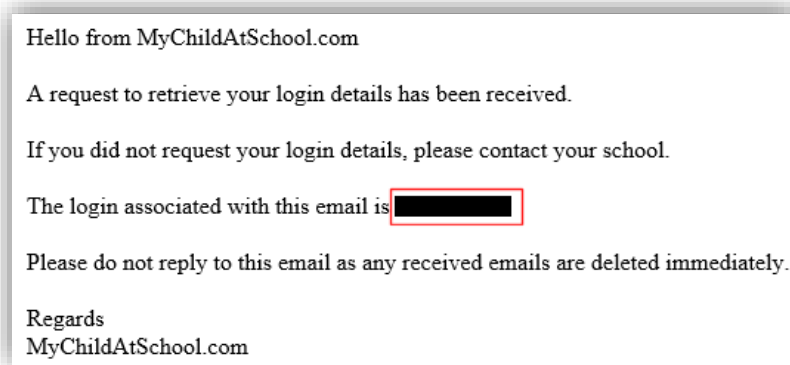 Hello from MyChildAtSchool.com
A request to retrieve your login details has been received.
If you did not request your login details, please contact your school.
The login associated with this email is
Please do not reply to this email as any received emails are deleted immediately.
Regards
MyChildAtSchool.com